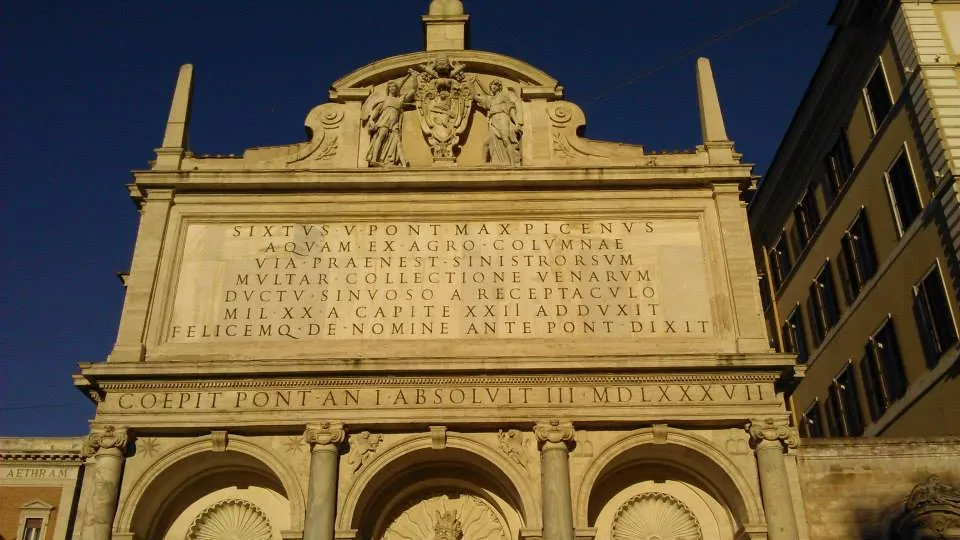 SIXTVS·V·PONT·MAX·PICENVS
AQVAM·EX·AGRO·COLVMNAE
VIA·PRAENEST·SINISTRORSVM
MVLTAR·COLLECTIONE·VENARVM
DVCTV·SINVOSO·A·RECEPTACVLO
MIL·XX·A·CAPITE·XXII·ADDVXIT
FELICEMQ·DE·NOMINE·ANTE·PONT·DIXIT
COEPIT·PONT·AN·I·ABSOLVIT·III·MDLXXXVII
AETHRAM